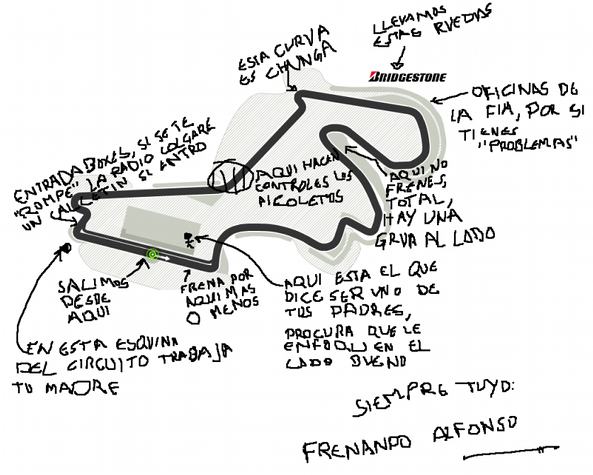 LLEVAMOS
ESTAS RUEDAS
BRIDGESTONE
ESTA CURVA
ES CHUNGA
OFICINAS DE
LA FIA, POR SI
TIENES
"PROBLEMAS"
ENTRADA BOXES, SI SE TE
"ROMPE" LA RADIO COLGARE
UN CALCETIN SI ENTRO
AQUI HACEN
CONTROLES LOS
PICOLETOS
AQUI NO
FRENES
TOTAL,
HAY UNA
GRUA AL LADO
SALIMOS
DESDE
AQUI
FRENA POR
AQUI MAS
O MENOS
AQUI ESTA EL QUE
DICE SER UNO DE
TUS PADRES,
PROCURA QUE LE
ENFOQUEN EN EL
LADO BUENO
EN ESTA ESQUINA
DEL CIRCUITO TRABAJA
TU MADRE
SIEMPRE TUYO:
FRENANDO ALFONSO